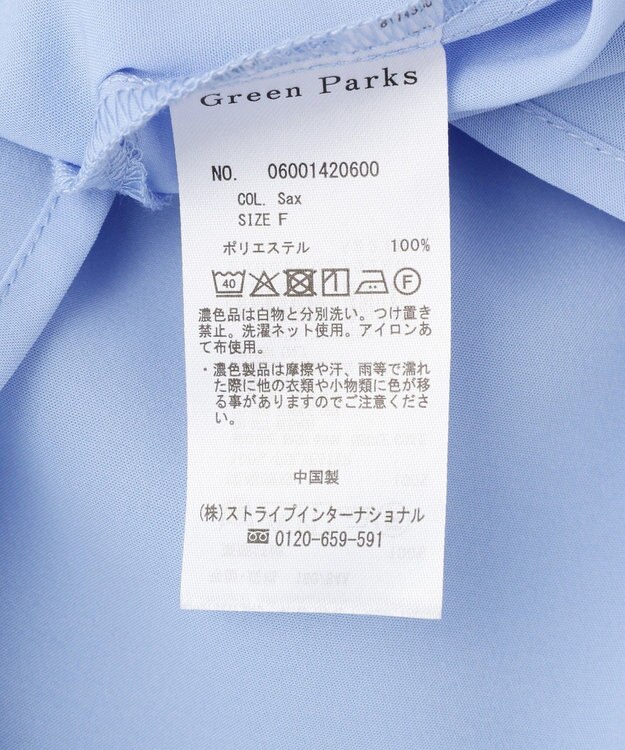 Green Parks
NO. 06001420600
COL. Sax
SIZE F
ポリエステル 100%
40 F
濃色品は白物と分別洗い。つけ置き
禁止。洗濯ネット使用。アイロンあ
て布使用。
・濃色製品は摩擦や汗、雨等で濡れ
た際に他の衣類や小物類に色が移
る事がありますのでご注意くださ
い。
中国製
(株)ストライプインターナショナル
0120-659-591